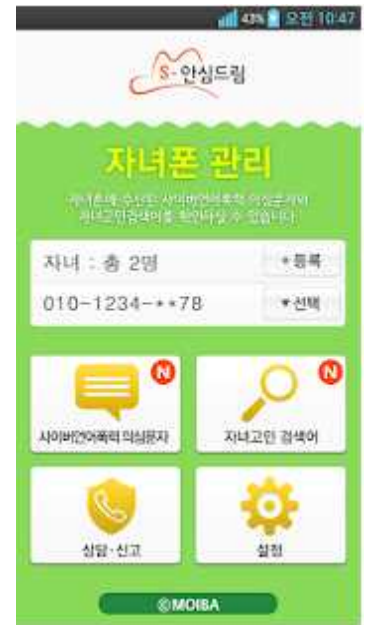 43% 오전 10:47
S-안심드림
자녀폰 관리
자녀폰에 수신된 사이버언어폭력 의심문자와
자녀고민검색어를 확인하실 수 있습니다.
자녀 : 총 2명
+등록
010-1234-**78
▼선택
N
N
사이버언어폭력 의심문자
자녀고민 검색어
상담·신고
설정
©MOIBA